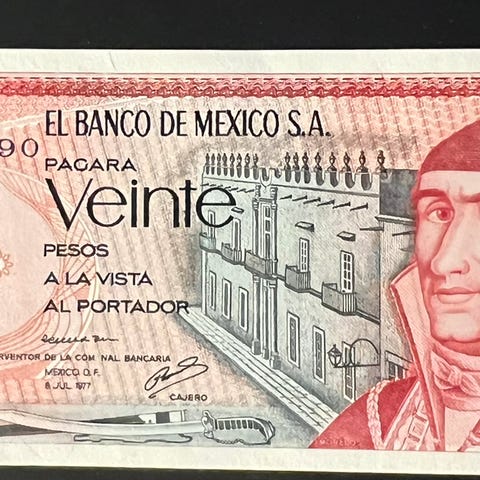 EL BANCO DE MEXICO S.A.
90
PAGARA
Veinte
PESOS
A LA VISTA
AL PORTADOR
RVENTOR DE LA COM. NAL. BANCARIA
MEXICO, D.F.
8 JUL. 1977
CAJERO
MORELOS